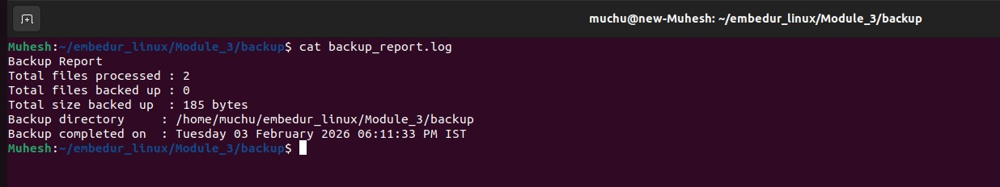 muchu@new-Muhesh: ~/embedur_linux/Module_3/backup
Muhesh:~/embedur_linux/Module_3/backup$ cat backup_report.log
Backup Report
Total files processed : 2
Total files backed up : 0
Total size backed up  : 185 bytes
Backup directory     : /home/muchu/embedur_linux/Module_3/backup
Backup completed on  : Tuesday 03 February 2026 06:11:33 PM IST
Muhesh:~/embedur_linux/Module_3/backup$